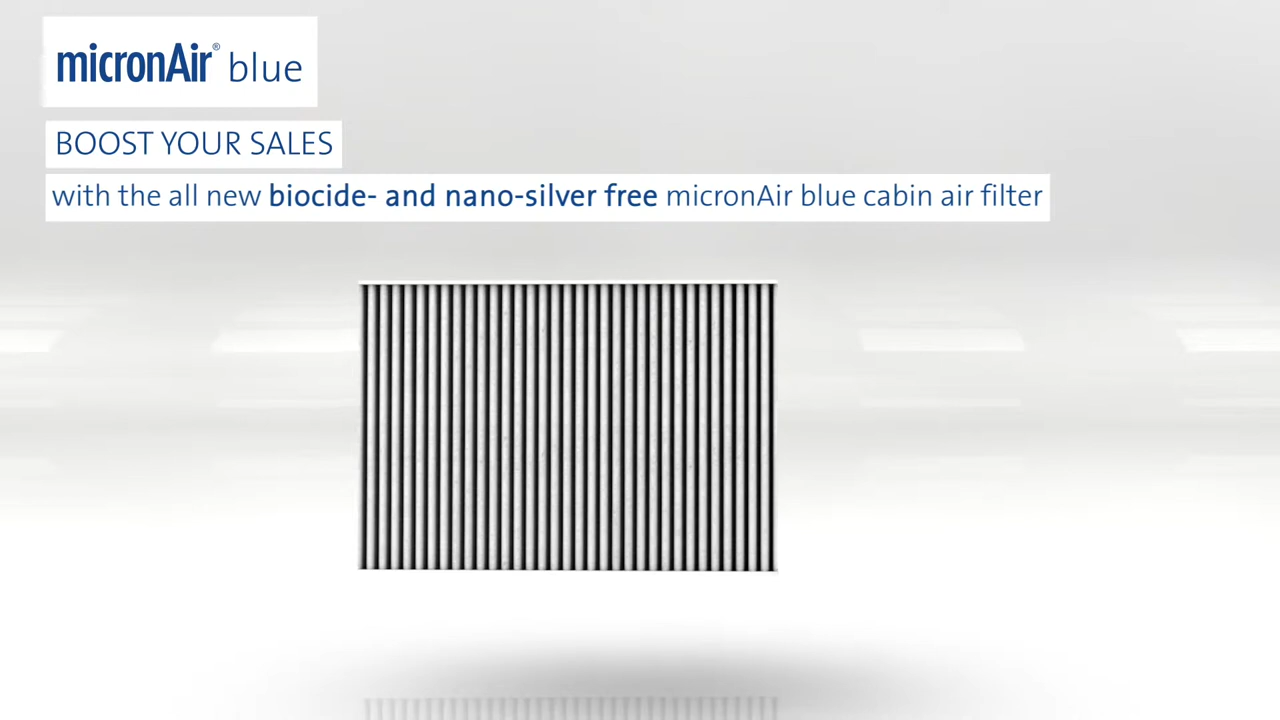 micronAir® blue
BOOST YOUR SALES
with the all new biocide- and nano-silver free micronAir blue cabin air filter